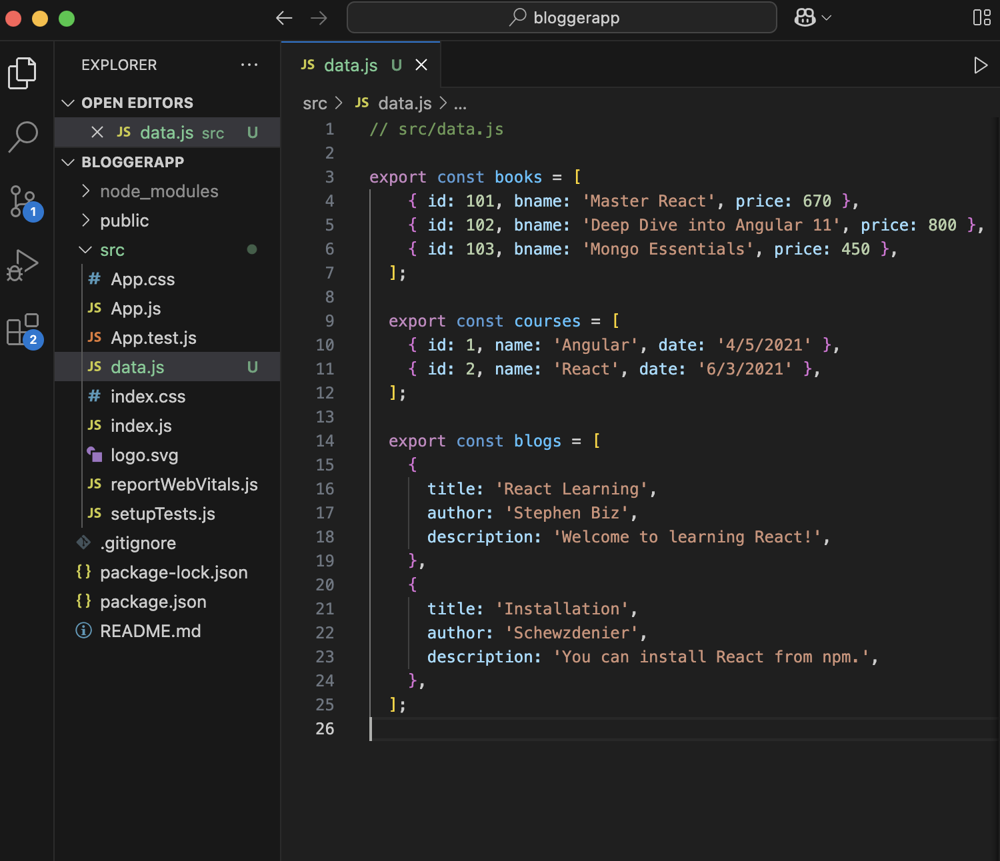 bloggerapp
EXPLORER
OPEN EDITORS
JS data.js src U
BLOGGERAPP
node_modules
public
src
# App.css
JS App.js
JS App.test.js
JS data.js U
# index.css
JS index.js
logo.svg
JS reportWebVitals.js
JS setupTests.js
.gitignore
{} package-lock.json
{} package.json
README.md
1
2
JS data.js U
src > JS data.js > ...
1 // src/data.js
2
3 export const books = [
4     { id: 101, bname: 'Master React', price: 670 },
5     { id: 102, bname: 'Deep Dive into Angular 11', price: 800 },
6     { id: 103, bname: 'Mongo Essentials', price: 450 },
7   ];
8
9   export const courses = [
10     { id: 1, name: 'Angular', date: '4/5/2021' },
11     { id: 2, name: 'React', date: '6/3/2021' },
12   ];
13
14   export const blogs = [
15     {
16       title: 'React Learning',
17       author: 'Stephen Biz',
18       description: 'Welcome to learning React!',
19     },
20     {
21       title: 'Installation',
22       author: 'Schewzdenier',
23       description: 'You can install React from npm.',
24     },
25   ];
26